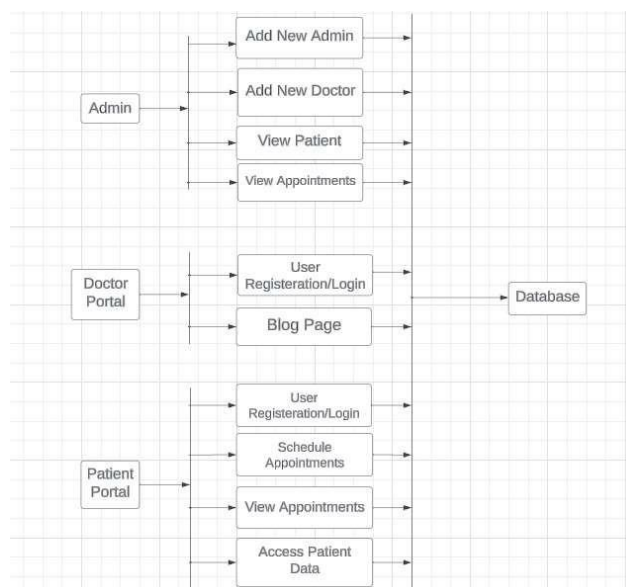 Add New Admin
Add New Doctor
Admin
View Patient
View Appointments
Doctor
Portal
User
Registeration/Login
Blog Page
Database
User
Registeration/Login
Schedule
Appointments
Patient
Portal
View Appointments
Access Patient
Data